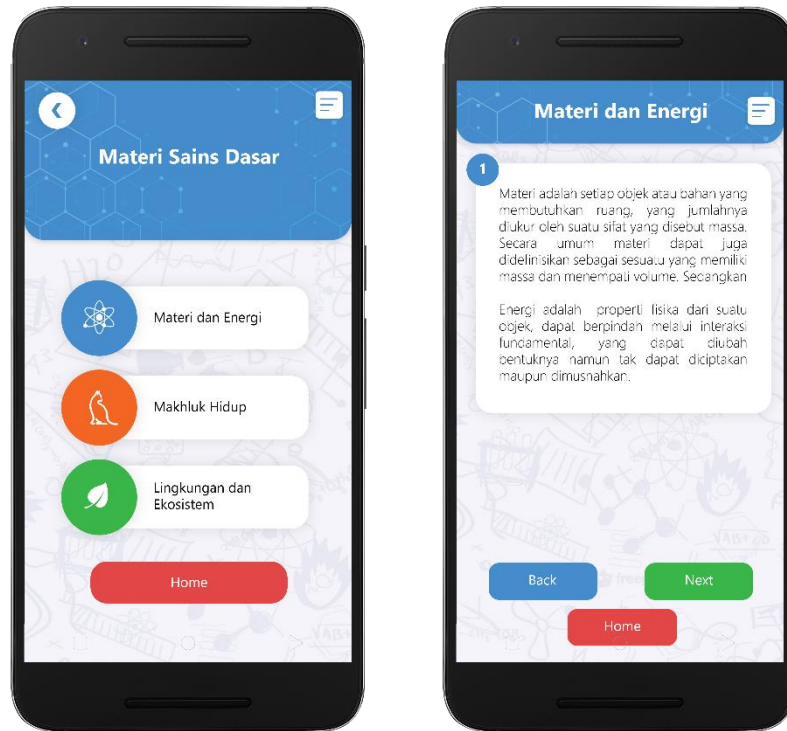 Materi Sains Dasar
Materi dan Energi
Makhluk Hidup
Lingkungan dan
Ekosistem
Home
Materi dan Energi
1
Materi adalah setiap objek atau bahan yang
membutuhkan ruang, yang jumlahnya
diukur oleh suatu sifat yang disebut massa.
Secara umum materi dapat juga
didefinisikan sebagai sesuatu yang memiliki
massa dan menempati volume. Sedangkan
Energi adalah properti fisika dari suatu
objek, dapat berpindah melalui interaksi
fundamental, yang dapat diubah
bentuknya namun tak dapat diciptakan
maupun dimusnahkan.
Back
Next
Home